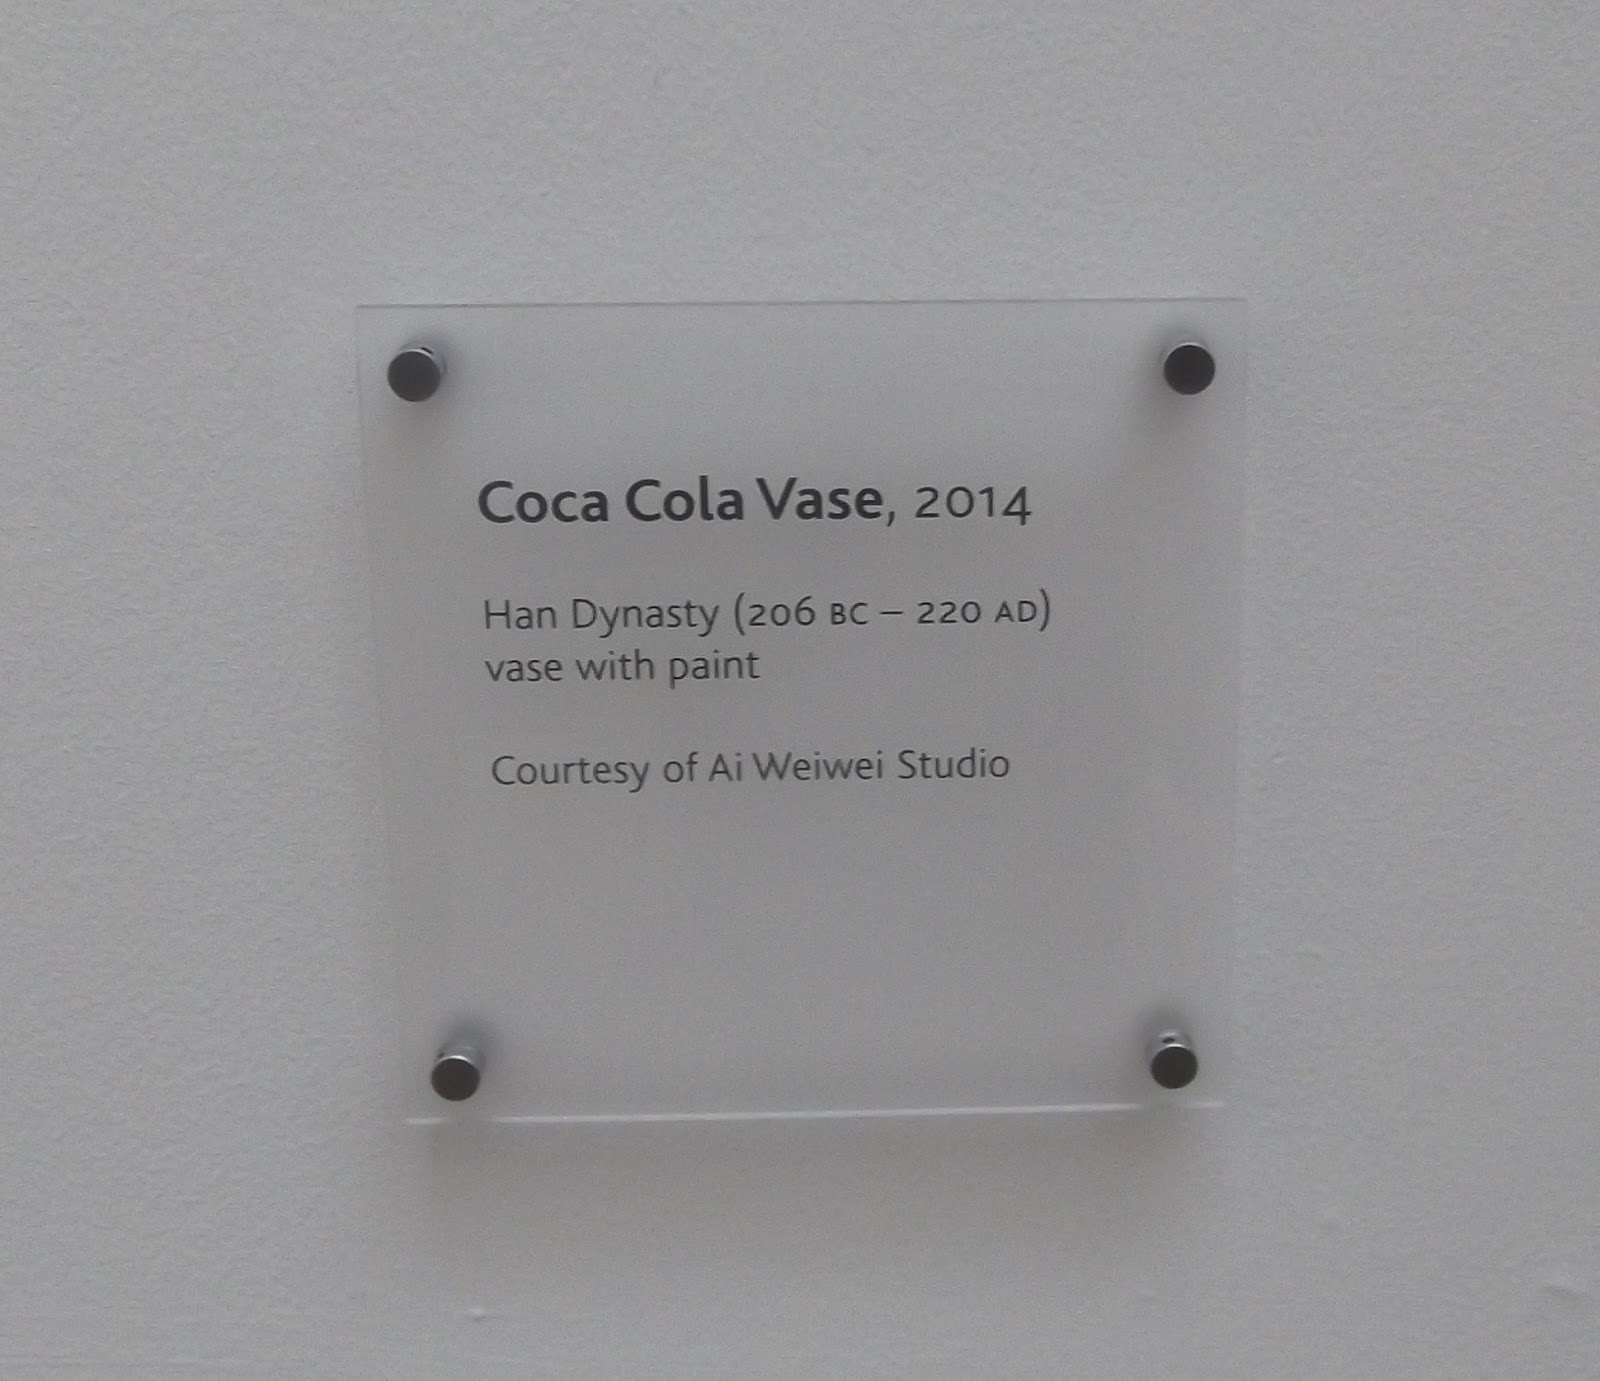 Coca Cola Vase, 2014
Han Dynasty (206 BC – 220 AD)
vase with paint
Courtesy of Ai Weiwei Studio